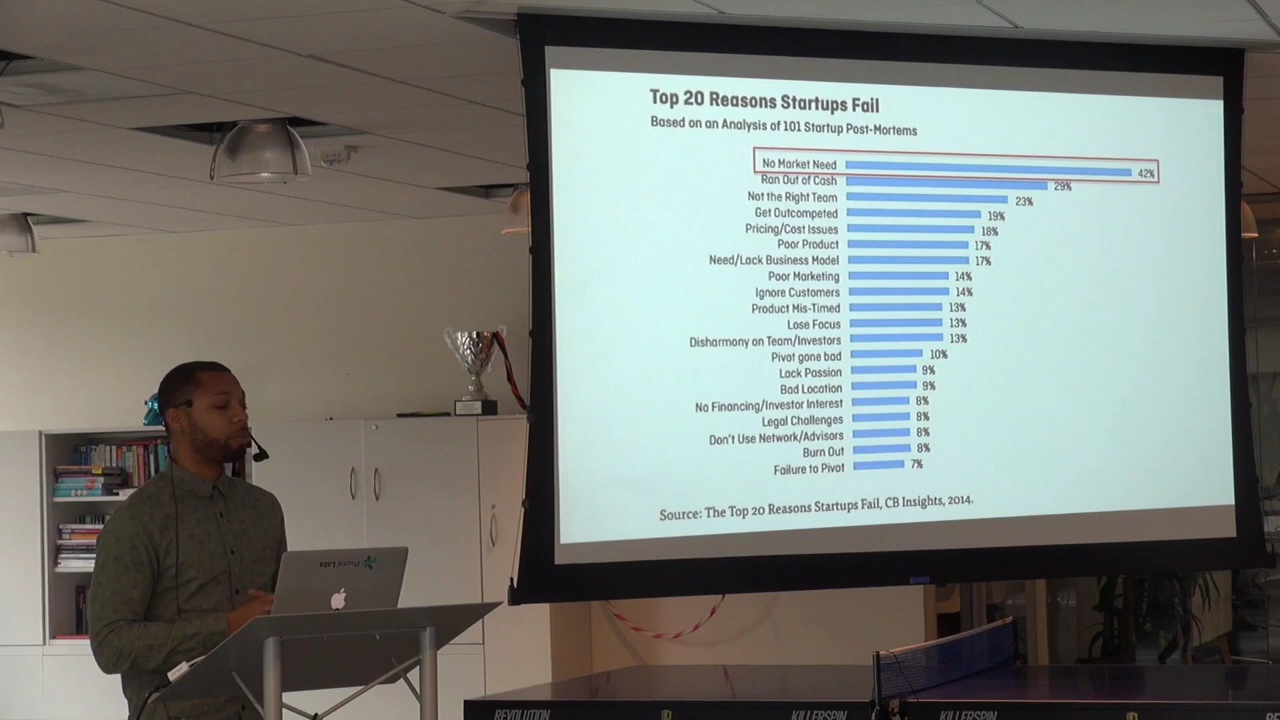 Top 20 Reasons Startups Fail
Based on an Analysis of 101 Startup Post-Mortems
No Market Need 42%
Ran Out of Cash 29%
Not the Right Team 23%
Get Outcompeted 19%
Pricing/Cost Issues 18%
Poor Product 17%
Need/Lack Business Model 17%
Poor Marketing 14%
Ignore Customers 14%
Product Mis-Timed 13%
Lose Focus 13%
Disharmony on Team/Investors 13%
Pivot gone bad 10%
Lack Passion 9%
Bad Location 9%
No Financing/Investor Interest 8%
Legal Challenges 8%
Don't Use Network/Advisors 8%
Burn Out 8%
Failure to Pivot 7%
Source: The Top 20 Reasons Startups Fail, CB Insights, 2014.
Pivotal Labs
REVOLUTION
KILLERSPIN
KILLERSPIN